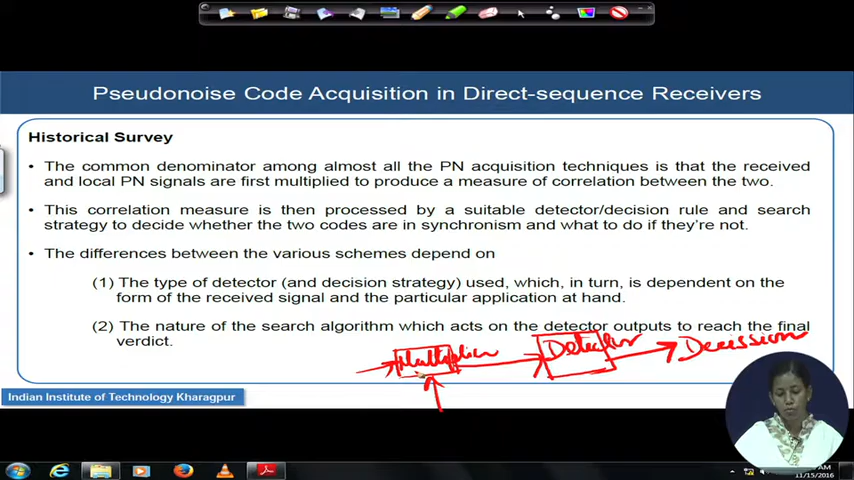 Pseudonoise Code Acquisition in Direct-sequence Receivers
Historical Survey
• The common denominator among almost all the PN acquisition techniques is that the received
and local PN signals are first multiplied to produce a measure of correlation between the two.
• This correlation measure is then processed by a suitable detector/decision rule and search
strategy to decide whether the two codes are in synchronism and what to do if they're not.
• The differences between the various schemes depend on
(1) The type of detector (and decision strategy) used, which, in turn, is dependent on the
form of the received signal and the particular application at hand.
(2) The nature of the search algorithm which acts on the detector outputs to reach the final
verdict.
Multiplier
Detector
Decission
Indian Institute of Technology Kharagpur
11/15/2016